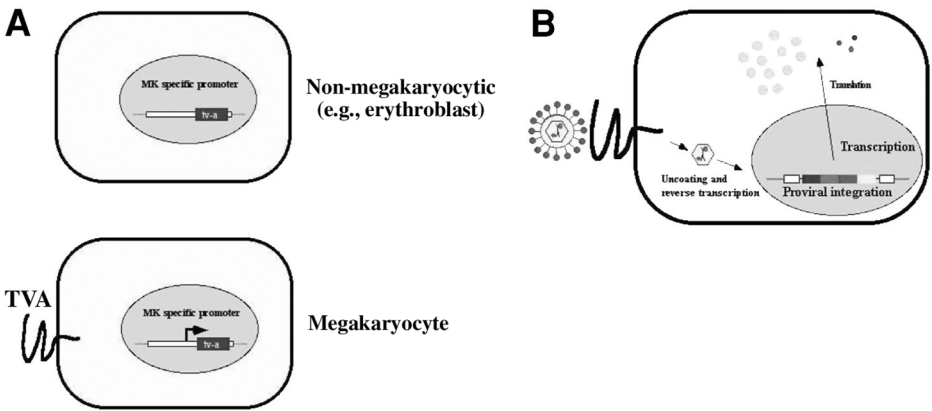 A
MK specific promoter
tv-a
Non-megakaryocytic
(e.g., erythroblast)
TVA
MK specific promoter
tv-a
Megakaryocyte
B
Translation
Transcription
Uncoating and
reverse transcription
Proviral integration